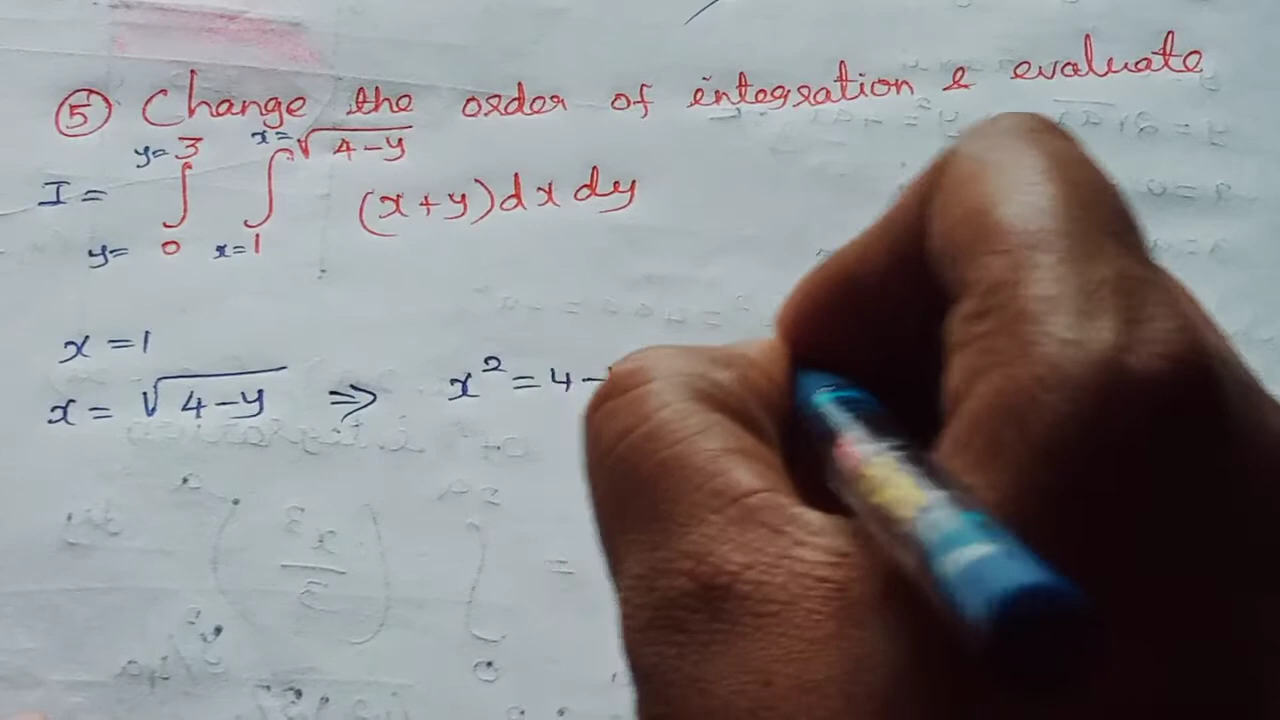 ⑤ Change the order of integration & evaluate
I = ∫_{y=0}^{y=3} ∫_{x=1}^{x=√(4-y)} (x+y) dx dy
x = 1
x = √(4-y) ⇒ x² = 4 -